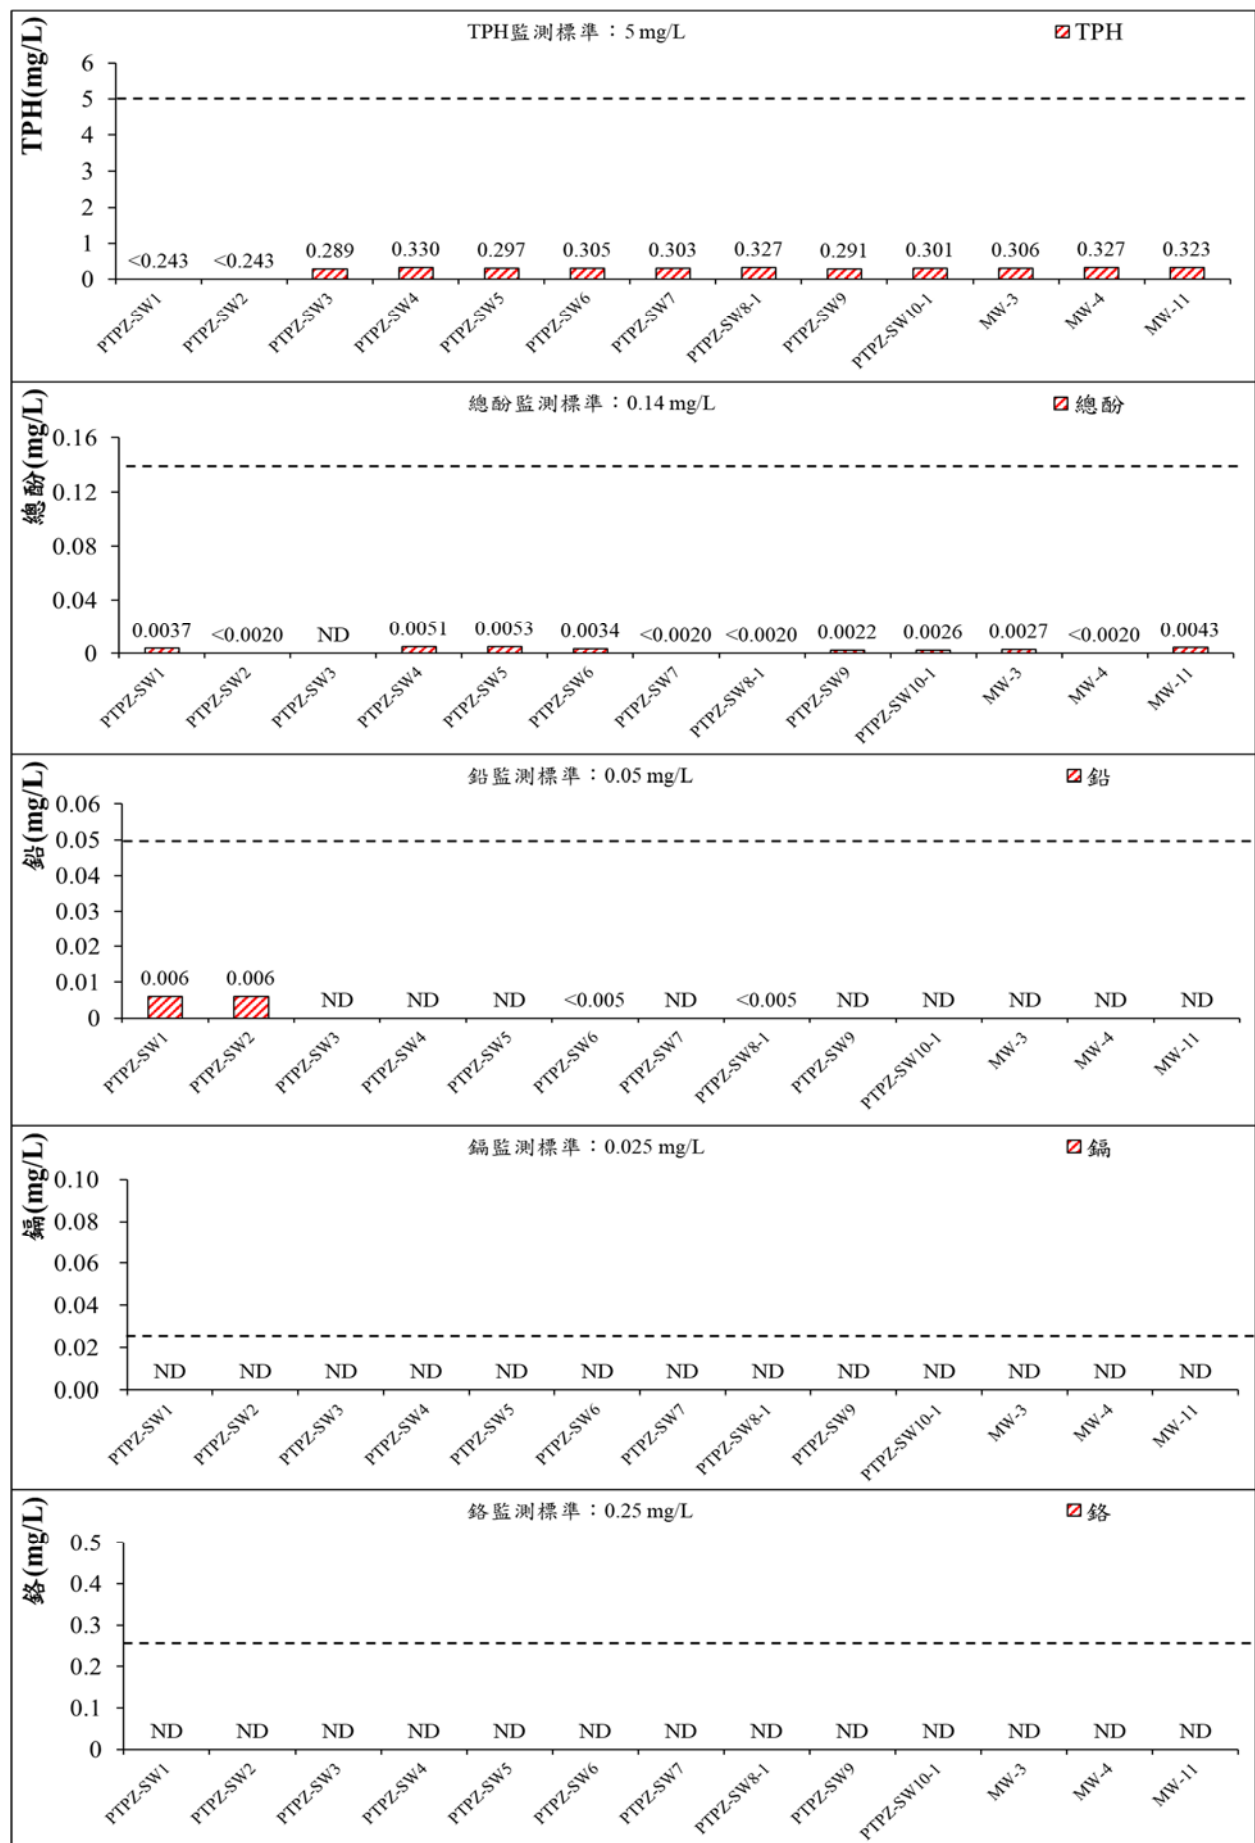 TPH監測標準：5 mg/L
TPH
TPH(mg/L)
6
5
4
3
2
1
0
<0.243 <0.243 0.289 0.330 0.297 0.305 0.303 0.327 0.291 0.301 0.306 0.327 0.323
PTPZ-SW1 PTPZ-SW2 PTPZ-SW3 PTPZ-SW4 PTPZ-SW5 PTPZ-SW6 PTPZ-SW7 PTPZ-SW8-1 PTPZ-SW9 PTPZ-SW10-1 MW-3 MW-4 MW-11
總酚監測標準：0.14 mg/L
總酚
總酚(mg/L)
0.16
0.12
0.08
0.04
0
0.0037 <0.0020 ND 0.0051 0.0053 0.0034 <0.0020 <0.0020 0.0022 0.0026 0.0027 <0.0020 0.0043
PTPZ-SW1 PTPZ-SW2 PTPZ-SW3 PTPZ-SW4 PTPZ-SW5 PTPZ-SW6 PTPZ-SW7 PTPZ-SW8-1 PTPZ-SW9 PTPZ-SW10-1 MW-3 MW-4 MW-11
鉛監測標準：0.05 mg/L
鉛
鉛(mg/L)
0.06
0.05
0.04
0.03
0.02
0.01
0
0.006 0.006 ND ND ND <0.005 ND <0.005 ND ND ND ND ND
PTPZ-SW1 PTPZ-SW2 PTPZ-SW3 PTPZ-SW4 PTPZ-SW5 PTPZ-SW6 PTPZ-SW7 PTPZ-SW8-1 PTPZ-SW9 PTPZ-SW10-1 MW-3 MW-4 MW-11
鎘監測標準：0.025 mg/L
鎘
鎘(mg/L)
0.10
0.08
0.06
0.04
0.02
0.00
ND ND ND ND ND ND ND ND ND ND ND ND ND
PTPZ-SW1 PTPZ-SW2 PTPZ-SW3 PTPZ-SW4 PTPZ-SW5 PTPZ-SW6 PTPZ-SW7 PTPZ-SW8-1 PTPZ-SW9 PTPZ-SW10-1 MW-3 MW-4 MW-11
鉻監測標準：0.25 mg/L
鉻
鉻(mg/L)
0.5
0.4
0.3
0.2
0.1
0
ND ND ND ND ND ND ND ND ND ND ND ND ND
PTPZ-SW1 PTPZ-SW2 PTPZ-SW3 PTPZ-SW4 PTPZ-SW5 PTPZ-SW6 PTPZ-SW7 PTPZ-SW8-1 PTPZ-SW9 PTPZ-SW10-1 MW-3 MW-4 MW-11